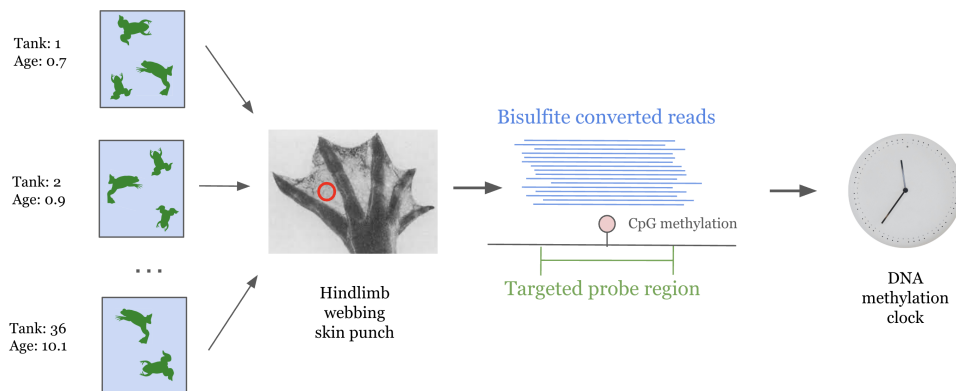 Tank: 1
Age: 0.7
Tank: 2
Age: 0.9
...
Tank: 36
Age: 10.1
Hindlimb
webbing
skin punch
Bisulfite converted reads
CpG methylation
Targeted probe region
DNA
methylation
clock